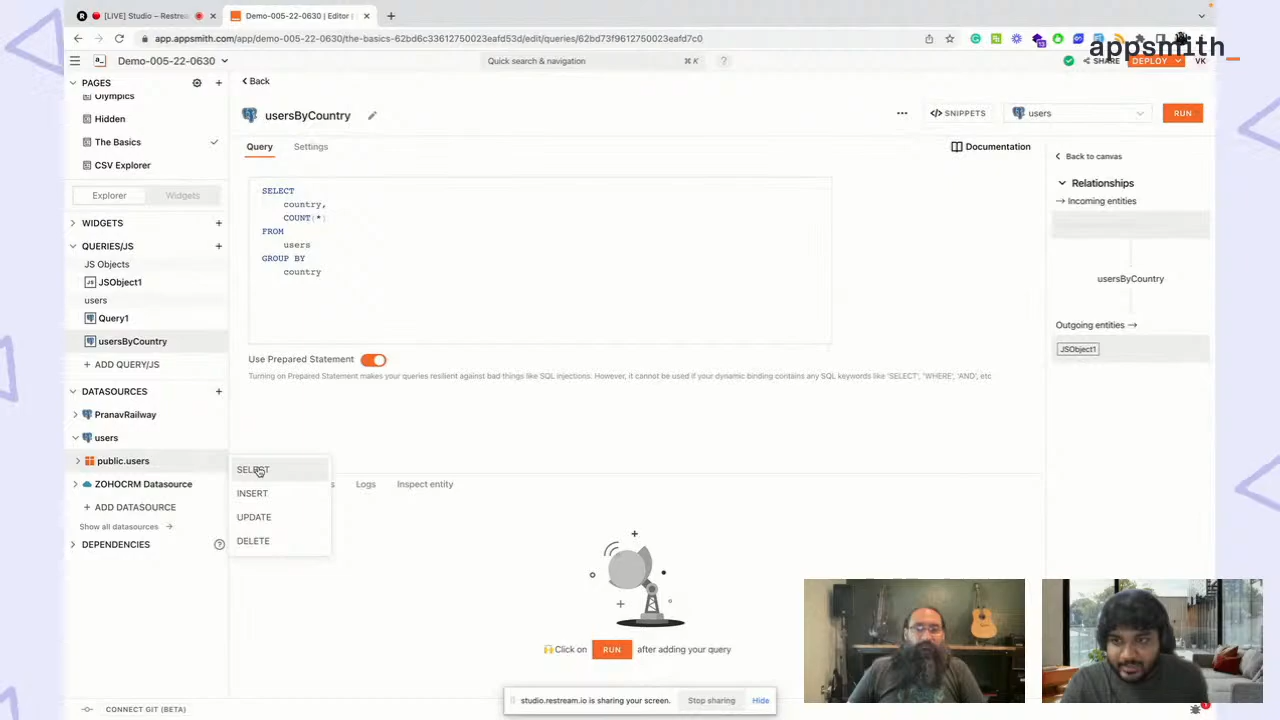 [LIVE] Studio – Restrea
Demo-005-22-0630 | Editor |
app.appsmith.com/app/demo-005-22-0630/the-basics-62bd6c39612750023eafd53d/edit/queries/62bd73f9612750023eafd7c0
appsmith_
Demo-005-22-0630
Quick search & navigation
⌘ K
?
SHARE
DEPLOY
VK
PAGES
Olympics
Hidden
The Basics
CSV Explorer
Explorer
Widgets
WIDGETS
QUERIES/JS
JS Objects
JSObject1
users
Query1
usersByCountry
+ ADD QUERY/JS
DATASOURCES
PranavRailway
users
public.users
ZOHOCRM Datasource
+ ADD DATASOURCE
Show all datasources →
DEPENDENCIES
?
CONNECT GIT (BETA)
Back
usersByCountry
</> SNIPPETS
users
RUN
Query
Settings
Documentation
SELECT
country,
COUNT(*)
FROM
users
GROUP BY
country
Use Prepared Statement
Turning on Prepared Statement makes your queries resilient against bad things like SQL injections. However, it cannot be used if your dynamic binding contains any SQL keywords like 'SELECT', 'WHERE', 'AND', etc
SELECT
INSERT
UPDATE
DELETE
Logs
Inspect entity
Click on RUN after adding your query
Back to canvas
Relationships
→ Incoming entities
usersByCountry
Outgoing entities →
JSObject1
studio.restream.io is sharing your screen.
Stop sharing
Hide